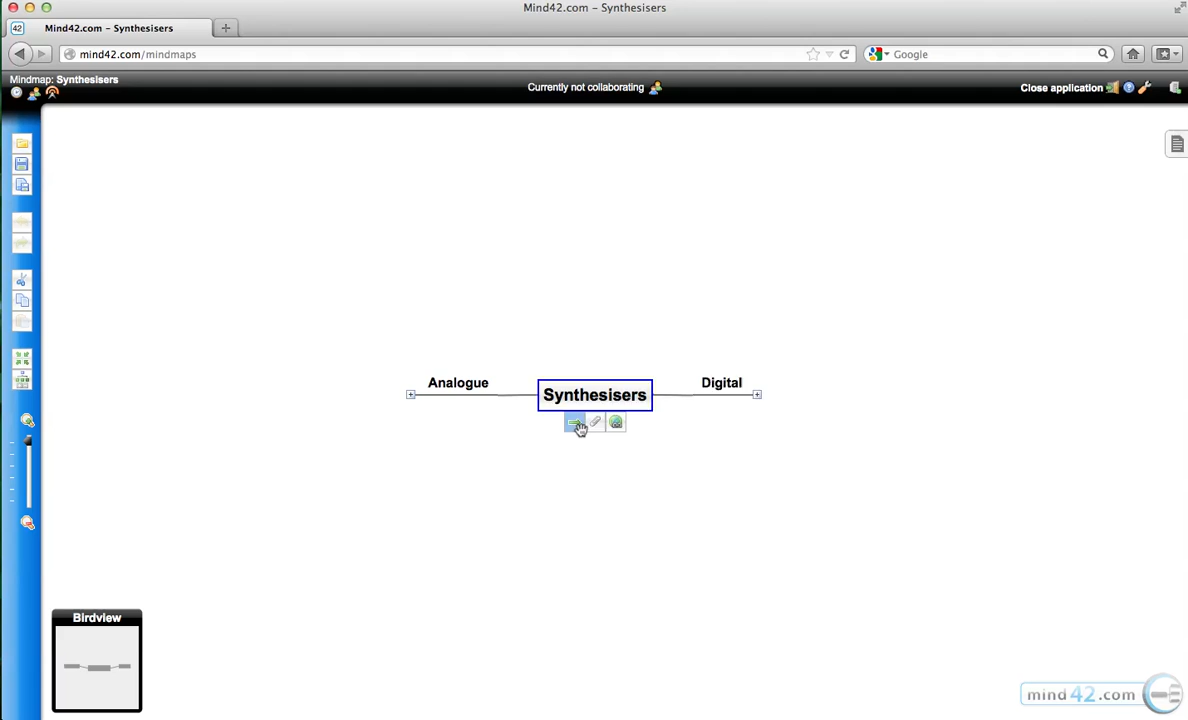 Mind42.com – Synthesisers
42 Mind42.com – Synthesisers
mind42.com/mindmaps
Google
Mindmap: Synthesisers
Currently not collaborating
Close application
Analogue
Synthesisers
Digital
Birdview
mind42.com